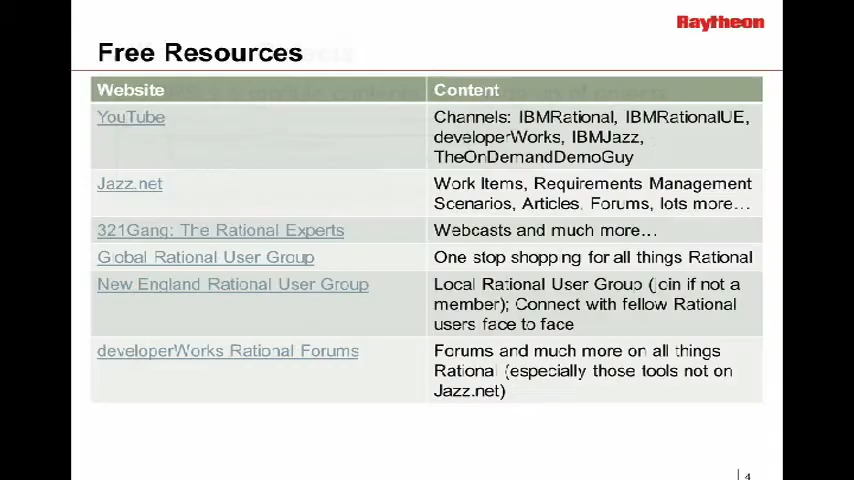 Raytheon
Free Resources
Website Content
YouTube Channels: IBMRational, IBMRationalUE,
developerWorks, IBMJazz,
TheOnDemandDemoGuy
Jazz.net Work Items, Requirements Management
Scenarios, Articles, Forums, lots more…
321Gang: The Rational Experts Webcasts and much more…
Global Rational User Group One stop shopping for all things Rational
New England Rational User Group Local Rational User Group (join if not a
member); Connect with fellow Rational
users face to face
developerWorks Rational Forums Forums and much more on all things
Rational (especially those tools not on
Jazz.net)
4